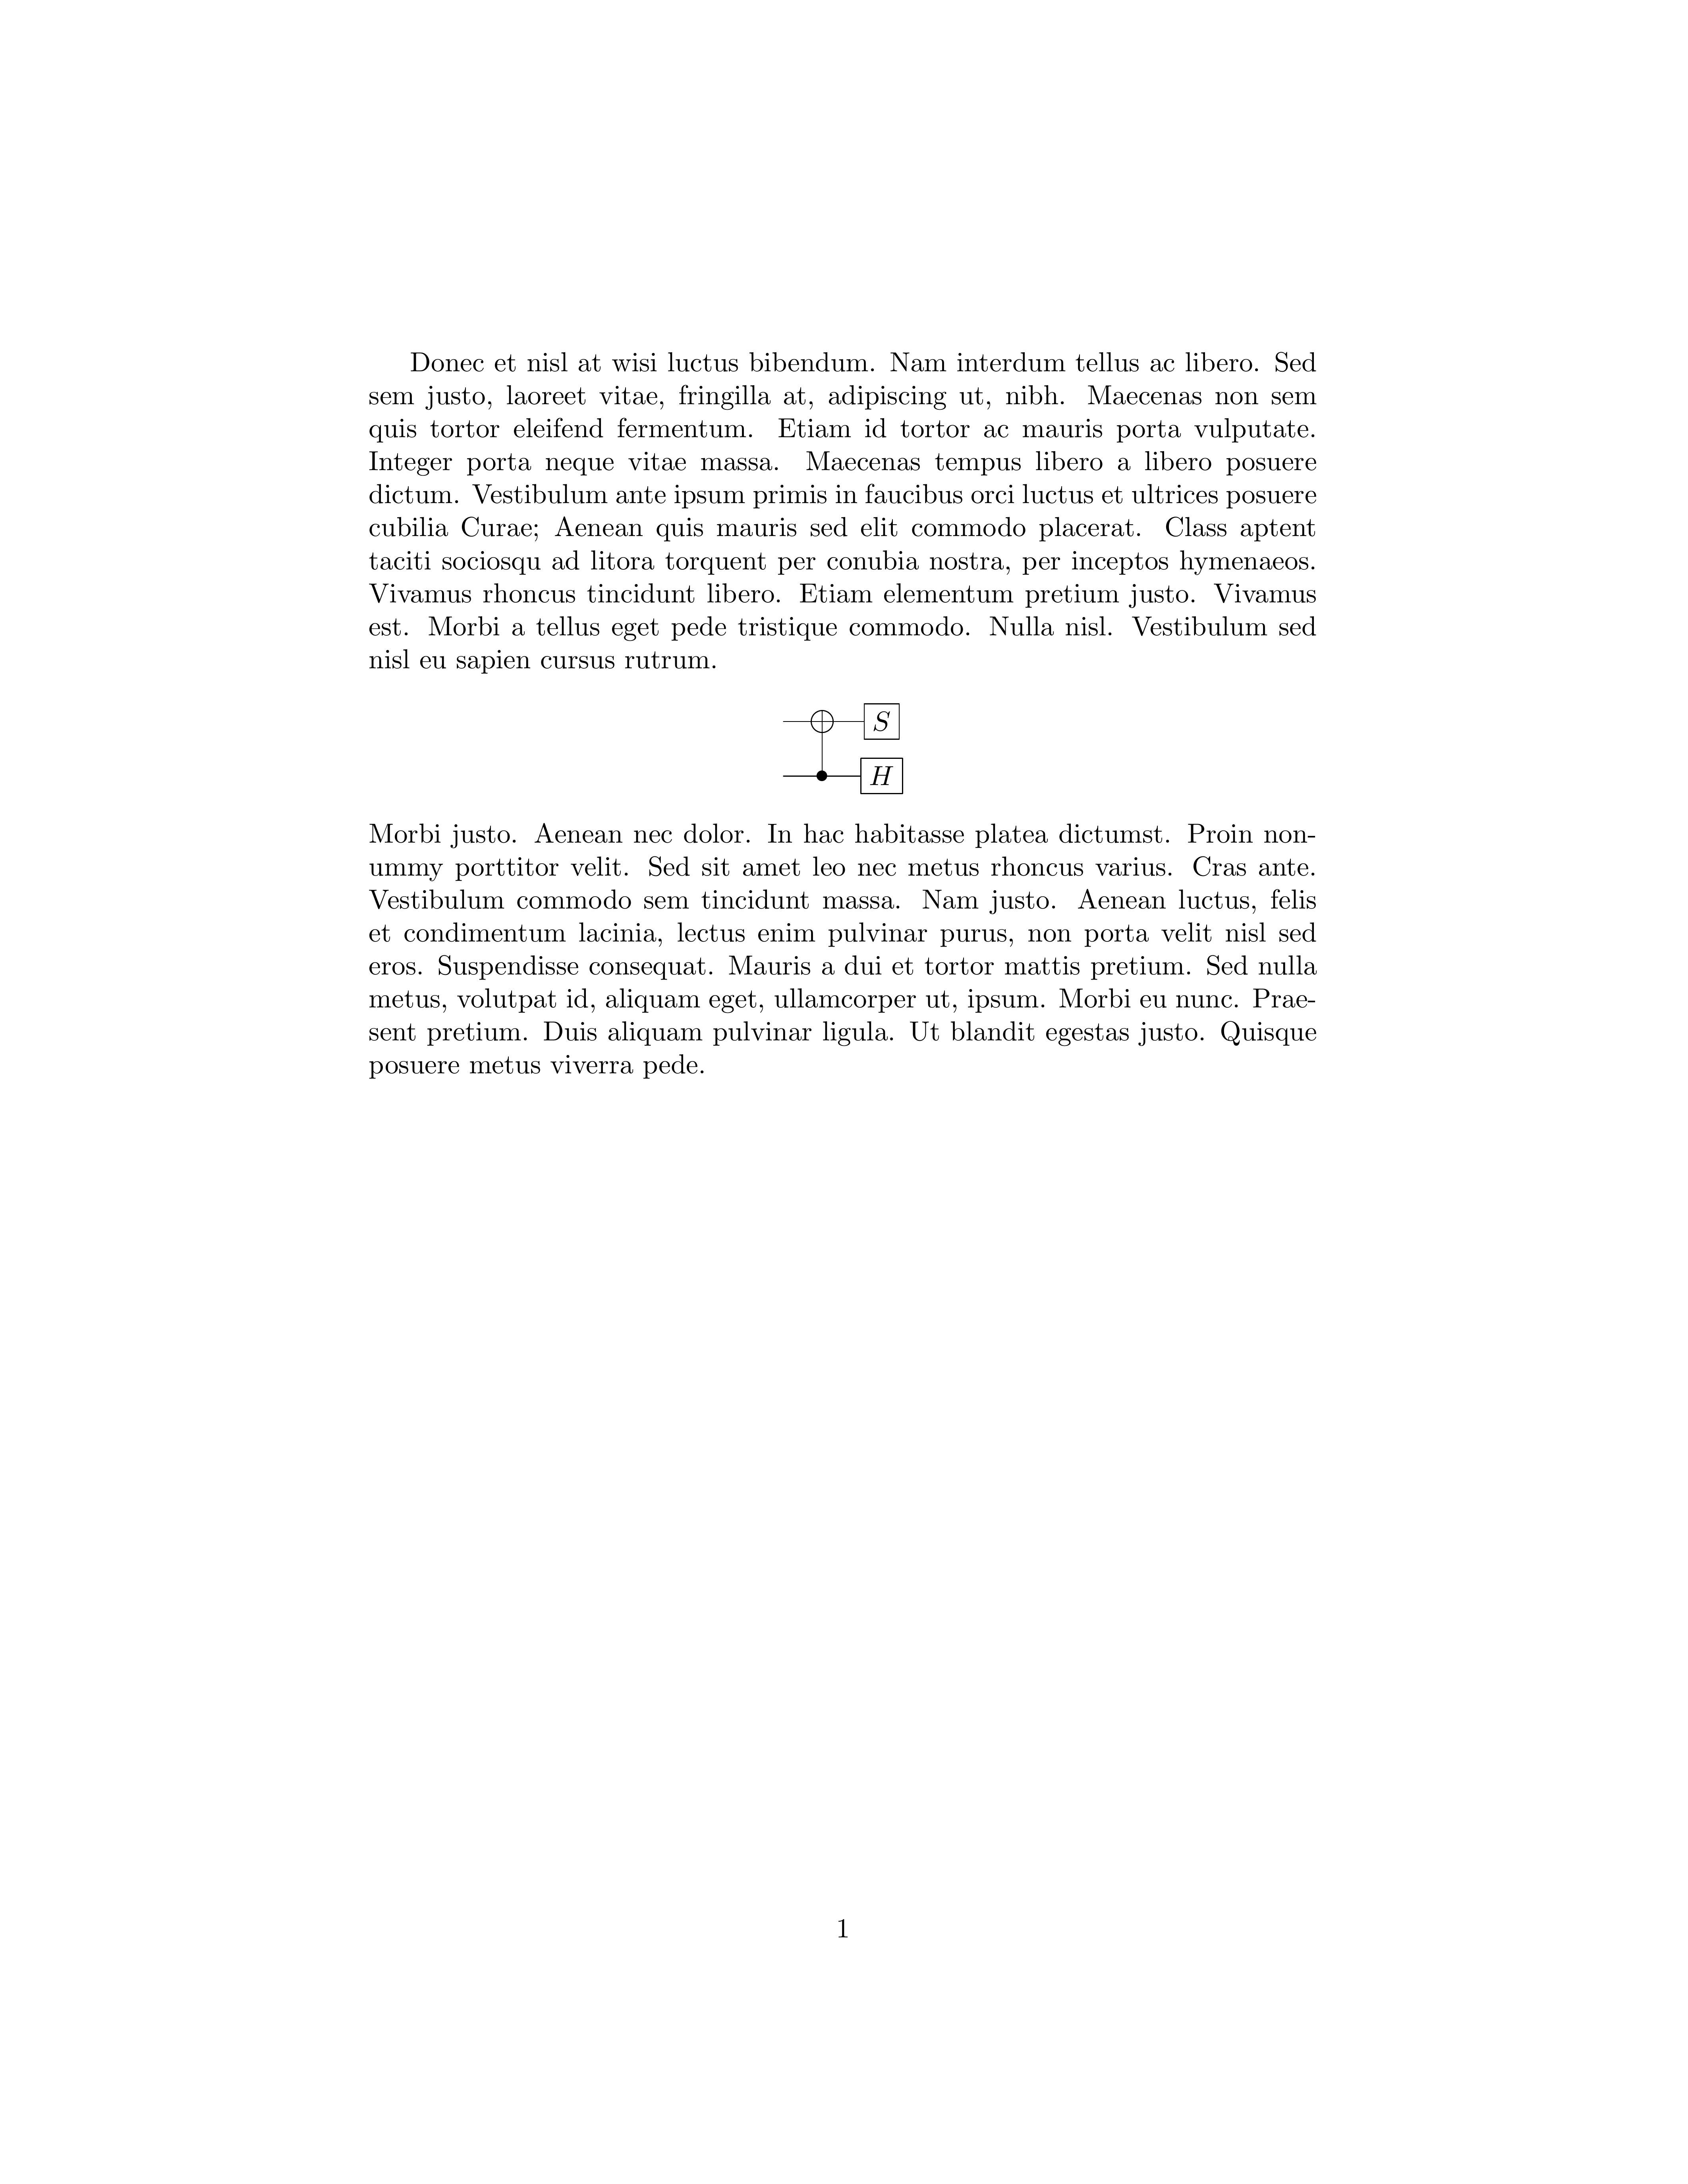 Donec et nisl at wisi luctus bibendum. Nam interdum tellus ac libero. Sed
sem justo, laoreet vitae, fringilla at, adipiscing ut, nibh. Maecenas non sem
quis tortor eleifend fermentum. Etiam id tortor ac mauris porta vulputate.
Integer porta neque vitae massa. Maecenas tempus libero a libero posuere
dictum. Vestibulum ante ipsum primis in faucibus orci luctus et ultrices posuere
cubilia Curae; Aenean quis mauris sed elit commodo placerat. Class aptent
taciti sociosqu ad litora torquent per conubia nostra, per inceptos hymenaeos.
Vivamus rhoncus tincidunt libero. Etiam elementum pretium justo. Vivamus
est. Morbi a tellus eget pede tristique commodo. Nulla nisl. Vestibulum sed
nisl eu sapien cursus rutrum.
S
H
Morbi justo. Aenean nec dolor. In hac habitasse platea dictumst. Proin non-
ummy porttitor velit. Sed sit amet leo nec metus rhoncus varius. Cras ante.
Vestibulum commodo sem tincidunt massa. Nam justo. Aenean luctus, felis
et condimentum lacinia, lectus enim pulvinar purus, non porta velit nisl sed
eros. Suspendisse consequat. Mauris a dui et tortor mattis pretium. Sed nulla
metus, volutpat id, aliquam eget, ullamcorper ut, ipsum. Morbi eu nunc. Prae-
sent pretium. Duis aliquam pulvinar ligula. Ut blandit egestas justo. Quisque
posuere metus viverra pede.
1